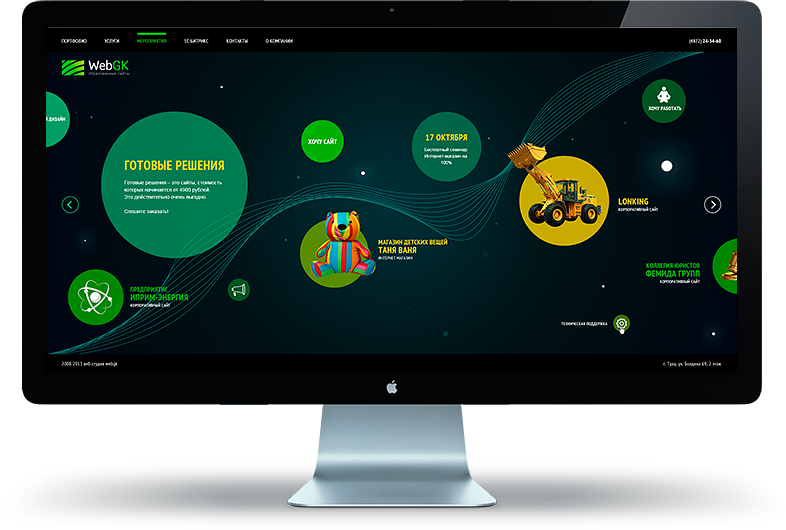 ПОРТФОЛИО УСЛУГИ МЕРОПРИЯТИЯ 1С-БИТРИКС КОНТАКТЫ О КОМПАНИИ (4872) 24-34-60
WebGK
образованные сайты
Й ДИЗАЙН
ХОЧУ САЙТ
17 ОКТЯБРЯ
Бесплатный семинар
Интернет-магазин на
100%
ХОЧУ РАБОТАТЬ
ГОТОВЫЕ РЕШЕНИЯ
Готовые решения – это сайты, стоимость
которых начинается от 4900 рублей
Это действительно очень выгодно.
Спешите заказать!
LONKING
КОРПОРАТИВНЫЙ САЙТ
МАГАЗИН ДЕТСКИХ ВЕЩЕЙ
ТАНЯ ВАНЯ
ИНТЕРНЕТ МАГАЗИН
КОЛЛЕГИЯ ЮРИСТОВ
ФЕМИДА ГРУПП
КОРПОРАТИВНЫЙ САЙТ
ПРЕДПРИЯТИЕ
ИПРИМ-ЭНЕРГИЯ
КОРПОРАТИВНЫЙ САЙТ
ТЕХНИЧЕСКАЯ ПОДДЕРЖКА
2008-2013 веб-студия webgk
г. Тула, ул. Болдина 69, 2 этаж